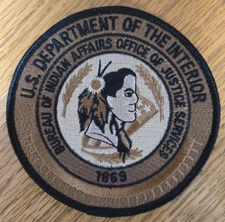 U.S. DEPARTMENT OF THE INTERIOR
BUREAU OF INDIAN AFFAIRS OFFICE OF JUSTICE SERVICES
1869